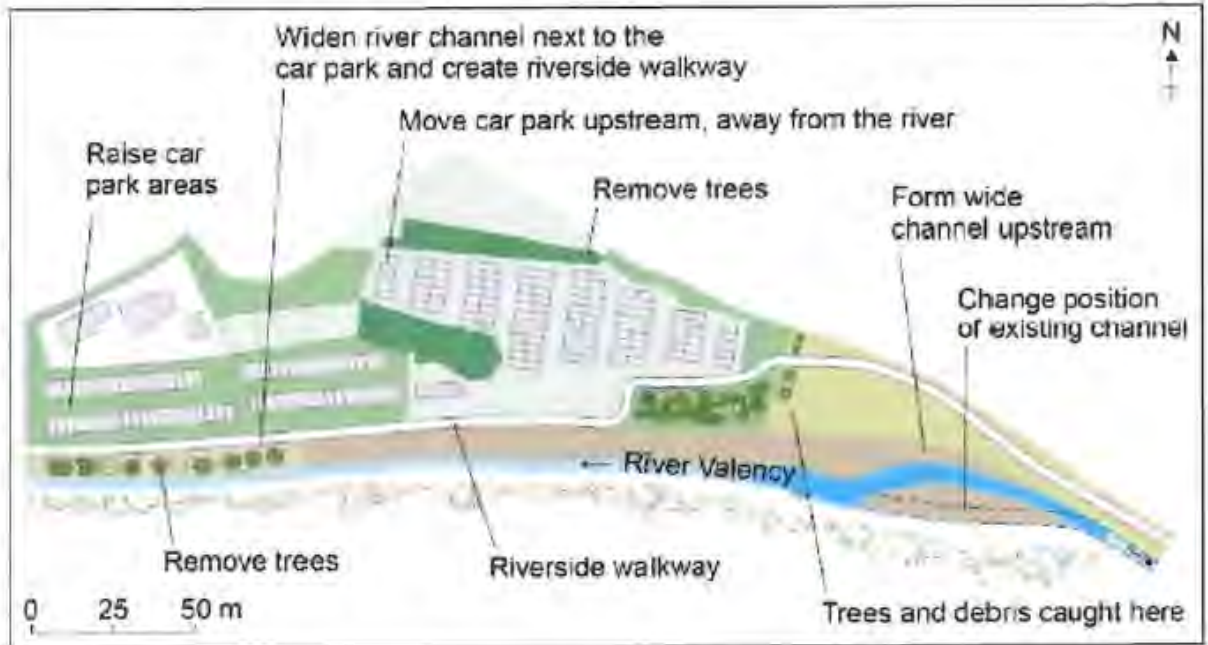 Widen river channel next to the
car park and create riverside walkway
N
Move car park upstream, away from the river
Raise car
park areas
Remove trees
Form wide
channel upstream
Change position
of existing channel
← River Valency
Remove trees
Riverside walkway
Trees and debris caught here
0 25 50 m